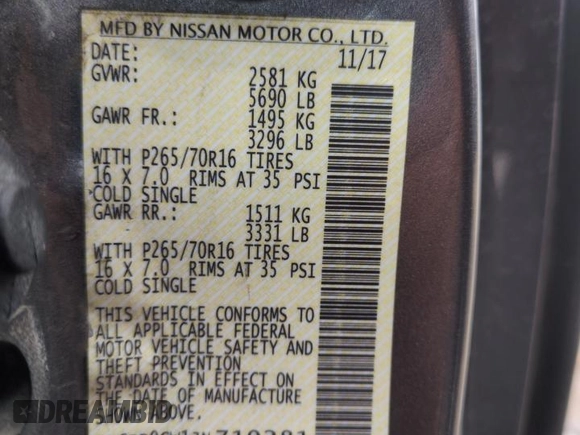 MFD BY NISSAN MOTOR CO., LTD.
DATE: 11/17
GVWR: 2581 KG
5690 LB
GAWR FR.: 1495 KG
3296 LB
WITH P265/70R16 TIRES
16 X 7.0 RIMS AT 35 PSI
COLD SINGLE
GAWR RR.: 1511 KG
3331 LB
WITH P265/70R16 TIRES
16 X 7.0 RIMS AT 35 PSI
COLD SINGLE
THIS VEHICLE CONFORMS TO
ALL APPLICABLE FEDERAL
MOTOR VEHICLE SAFETY AND
THEFT PREVENTION
STANDARDS IN EFFECT ON
THE DATE OF MANUFACTURE
SHOWN ABOVE.
DREAMBID